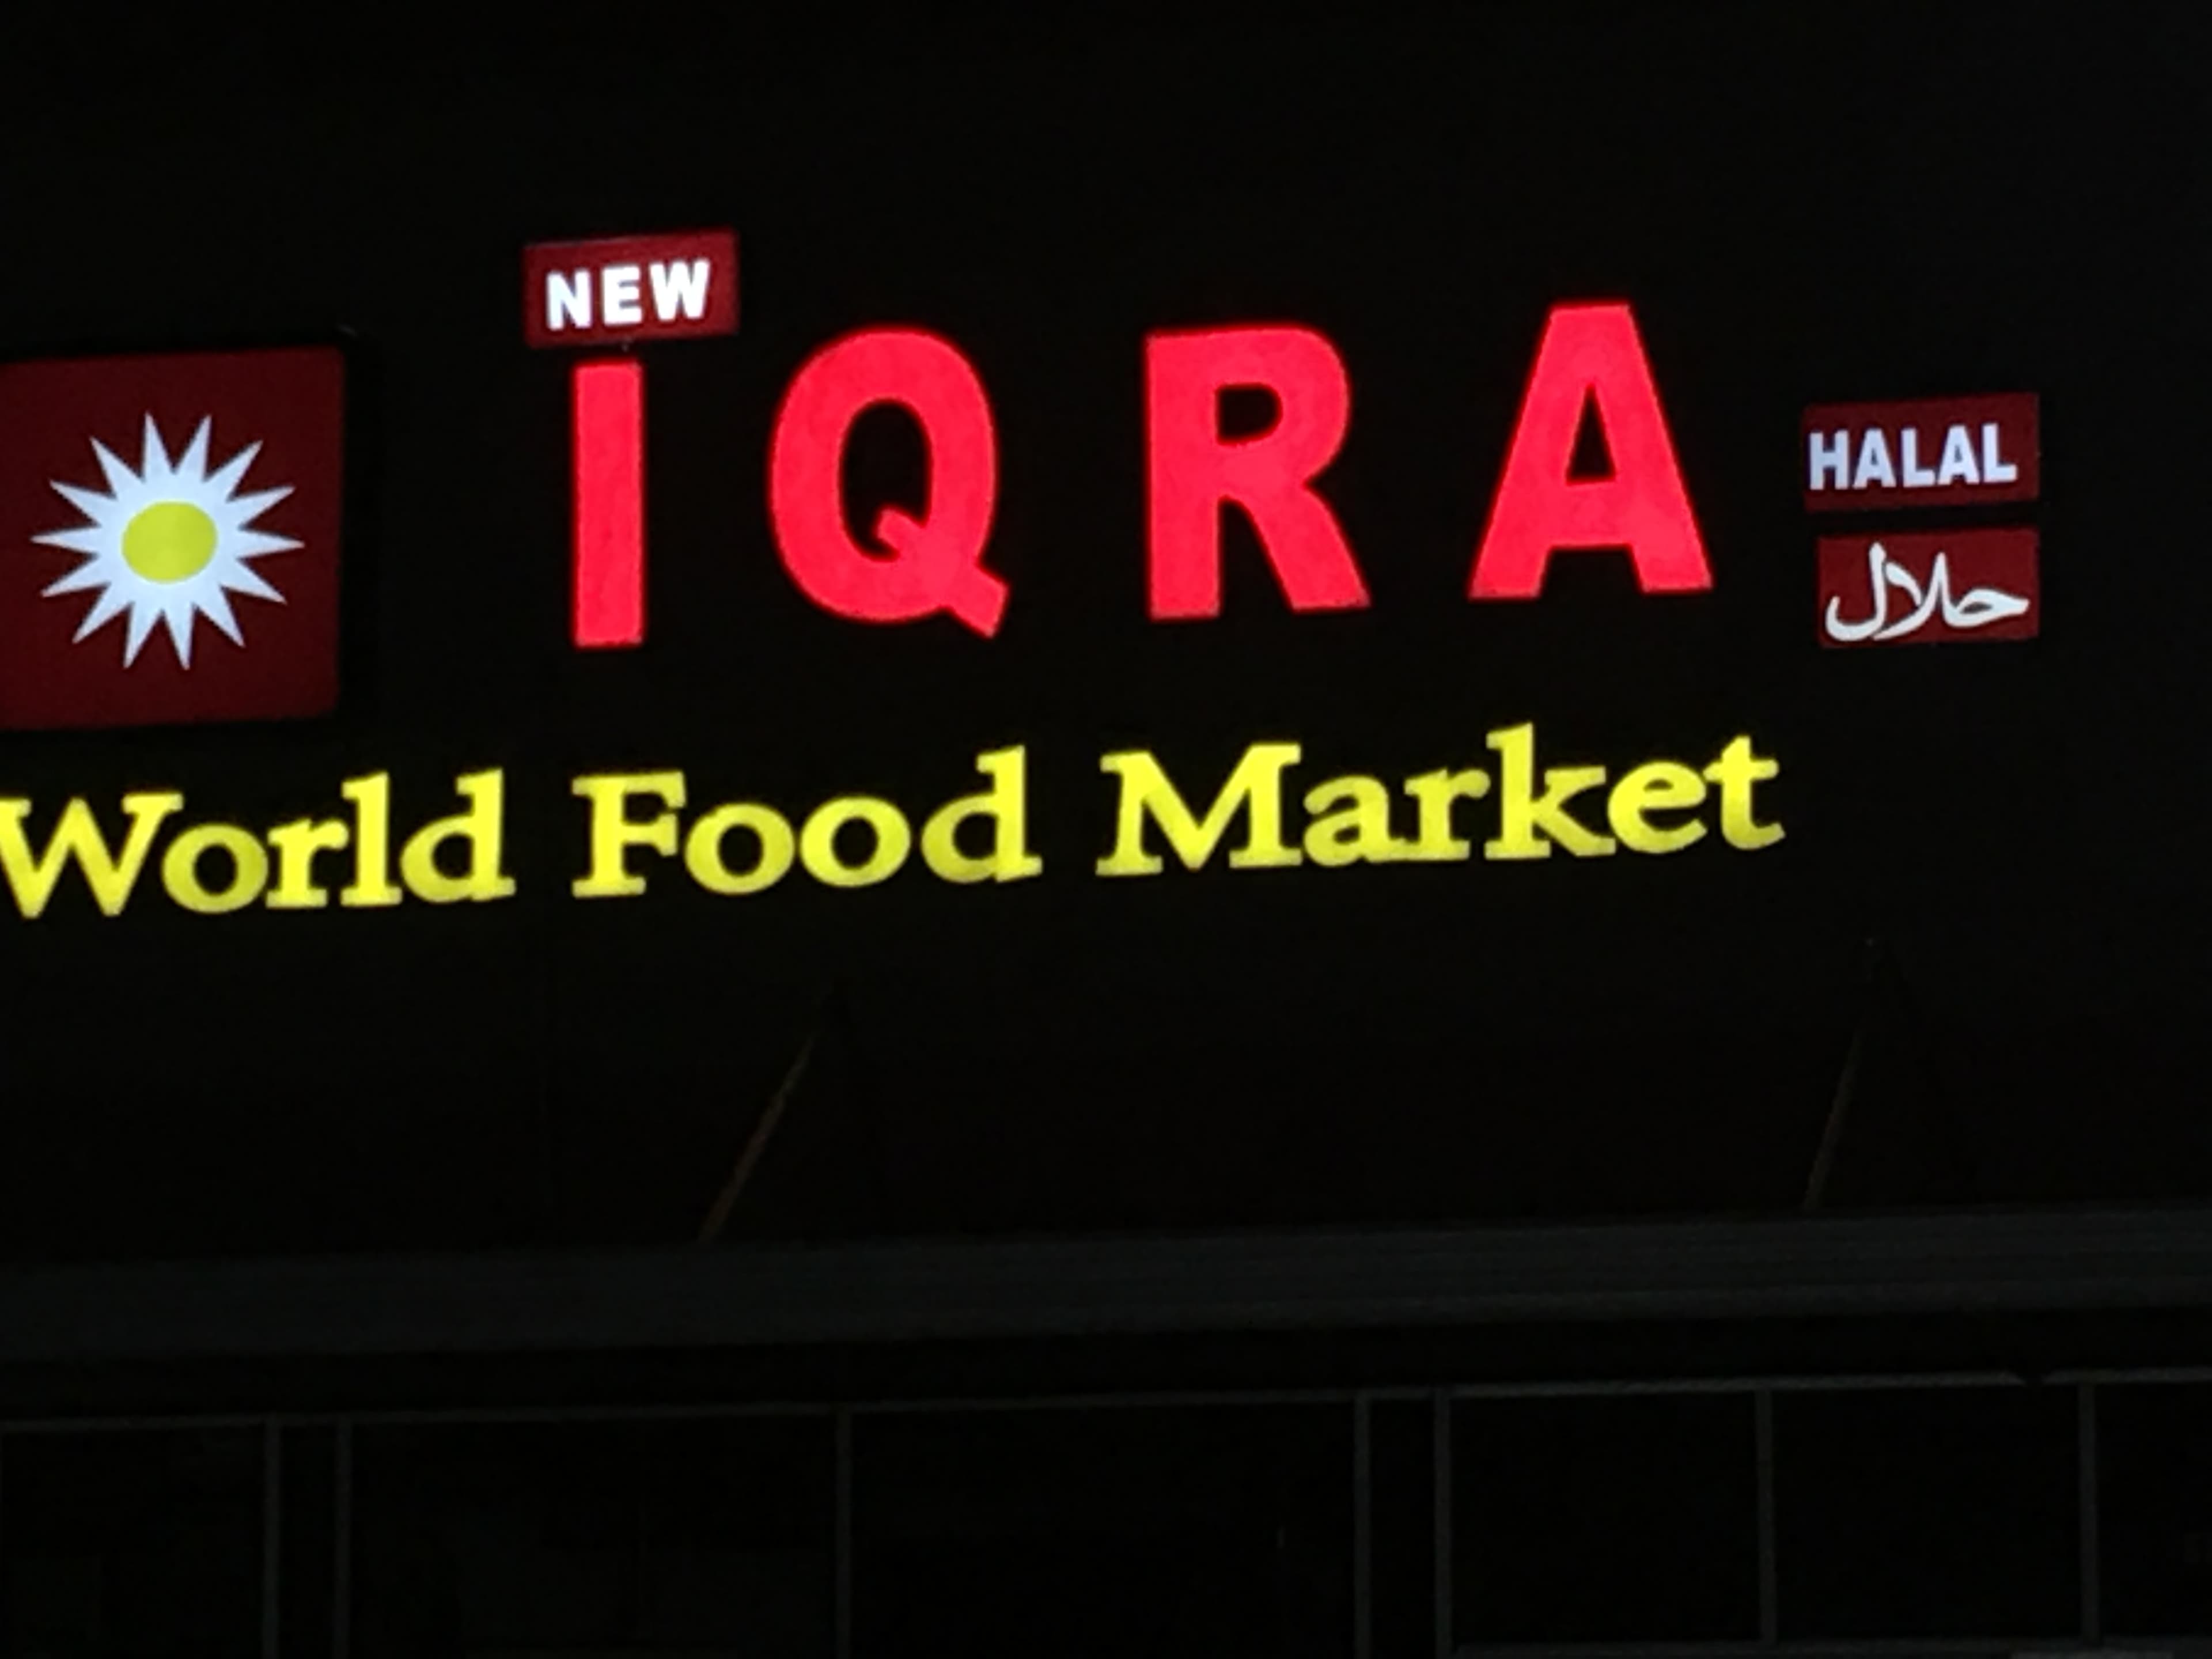 NEW
IQRA
HALAL
حلال
World Food Market